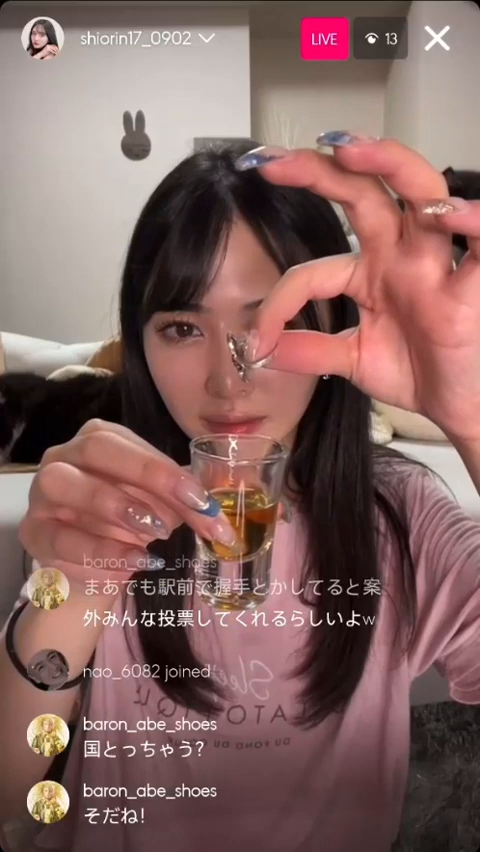 shiorin17_0902
LIVE
13
baron_abe_shoes
まあでも駅前で握手とかしてると案
外みんな投票してくれるらしいよw
nao_6082 joined
baron_abe_shoes
国とっちゃう?
baron_abe_shoes
そだね!